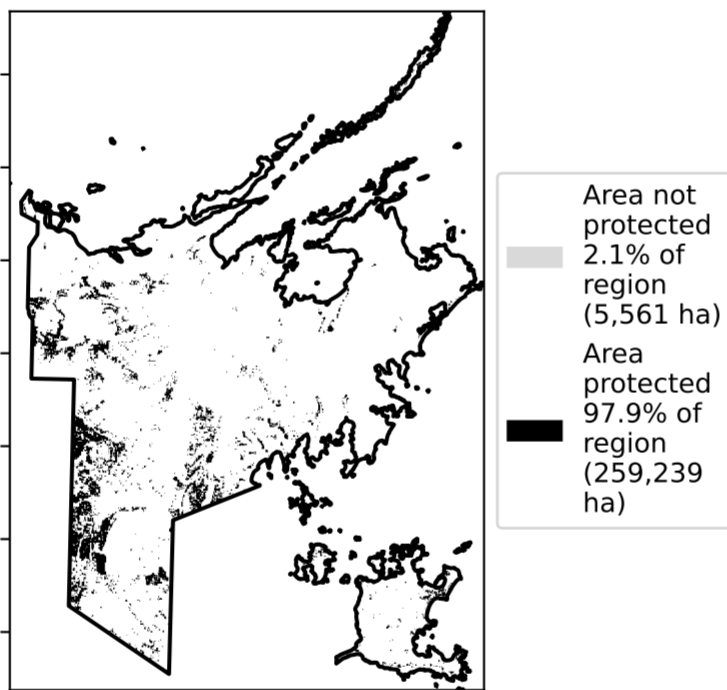 Area not
protected
2.1% of
region
(5,561 ha)
Area
protected
97.9% of
region
(259,239
ha)